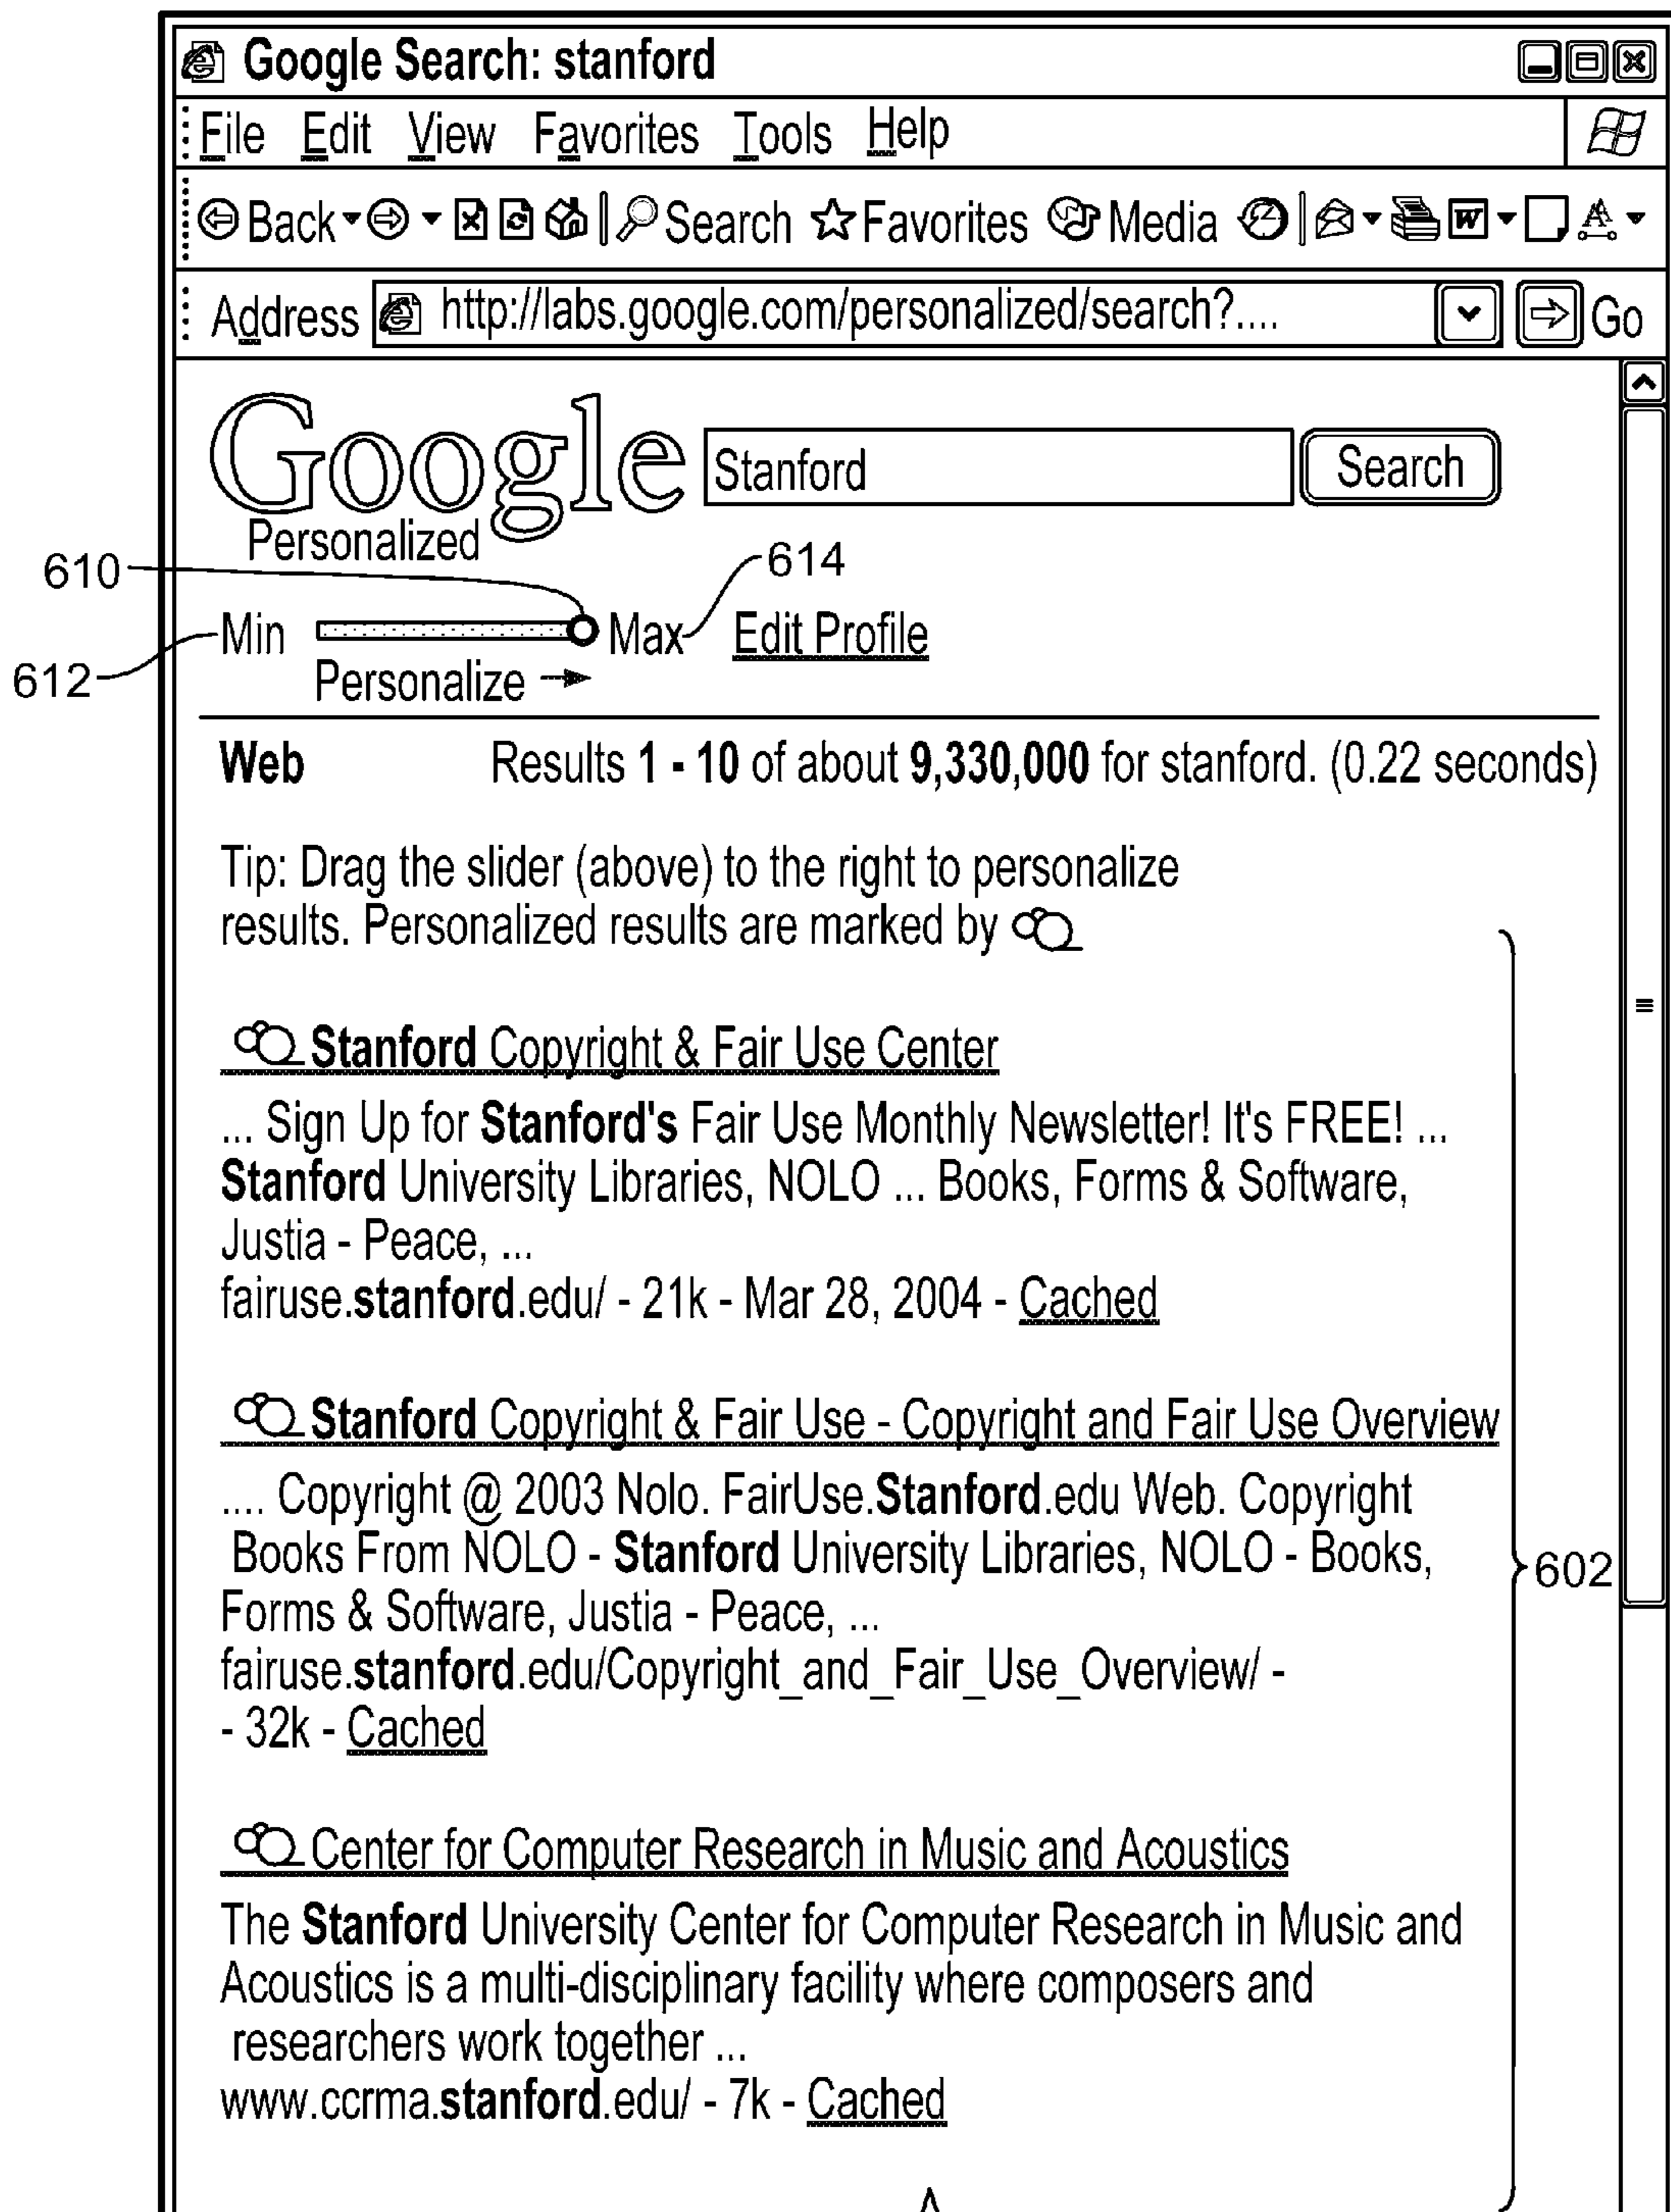 Google Search: stanford
File Edit View Favorites Tools Help
Back Search Favorites Media W A
Address http://labs.google.com/personalized/search?.... Go
Google Stanford Search
Personalized
610 614
Min Max Edit Profile
612 Personalize
Web Results 1 - 10 of about 9,330,000 for stanford. (0.22 seconds)
Tip: Drag the slider (above) to the right to personalize
results. Personalized results are marked by
Stanford Copyright & Fair Use Center
... Sign Up for Stanford's Fair Use Monthly Newsletter! It's FREE! ...
Stanford University Libraries, NOLO ... Books, Forms & Software,
Justia - Peace, ...
fairuse.stanford.edu/ - 21k - Mar 28, 2004 - Cached
Stanford Copyright & Fair Use - Copyright and Fair Use Overview
.... Copyright @ 2003 Nolo. FairUse.Stanford.edu Web. Copyright
Books From NOLO - Stanford University Libraries, NOLO - Books,
602
Forms & Software, Justia - Peace, ...
fairuse.stanford.edu/Copyright_and_Fair_Use_Overview/ -
- 32k - Cached
Center for Computer Research in Music and Acoustics
The Stanford University Center for Computer Research in Music and
Acoustics is a multi-disciplinary facility where composers and
researchers work together ...
www.ccrma.stanford.edu/ - 7k - Cached